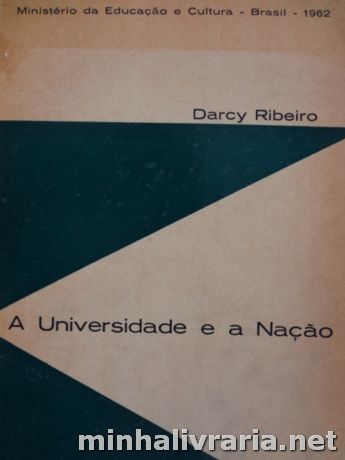 Ministério da Educação e Cultura - Brasil - 1962
Darcy Ribeiro
A Universidade e a Nação
minhalivraria.net